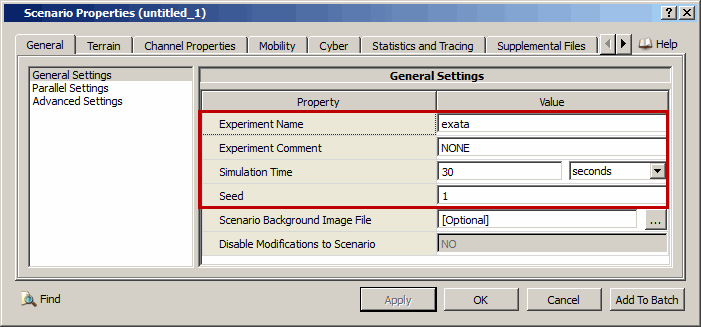 Scenario Properties (untitled_1)
General Terrain Channel Properties Mobility Cyber Statistics and Tracing Supplemental Files Help
General Settings
Parallel Settings
Advanced Settings
General Settings
Property Value
Experiment Name exata
Experiment Comment NONE
Simulation Time 30 seconds
Seed 1
Scenario Background Image File [Optional] ...
Disable Modifications to Scenario NO
Find Apply OK Cancel Add To Batch